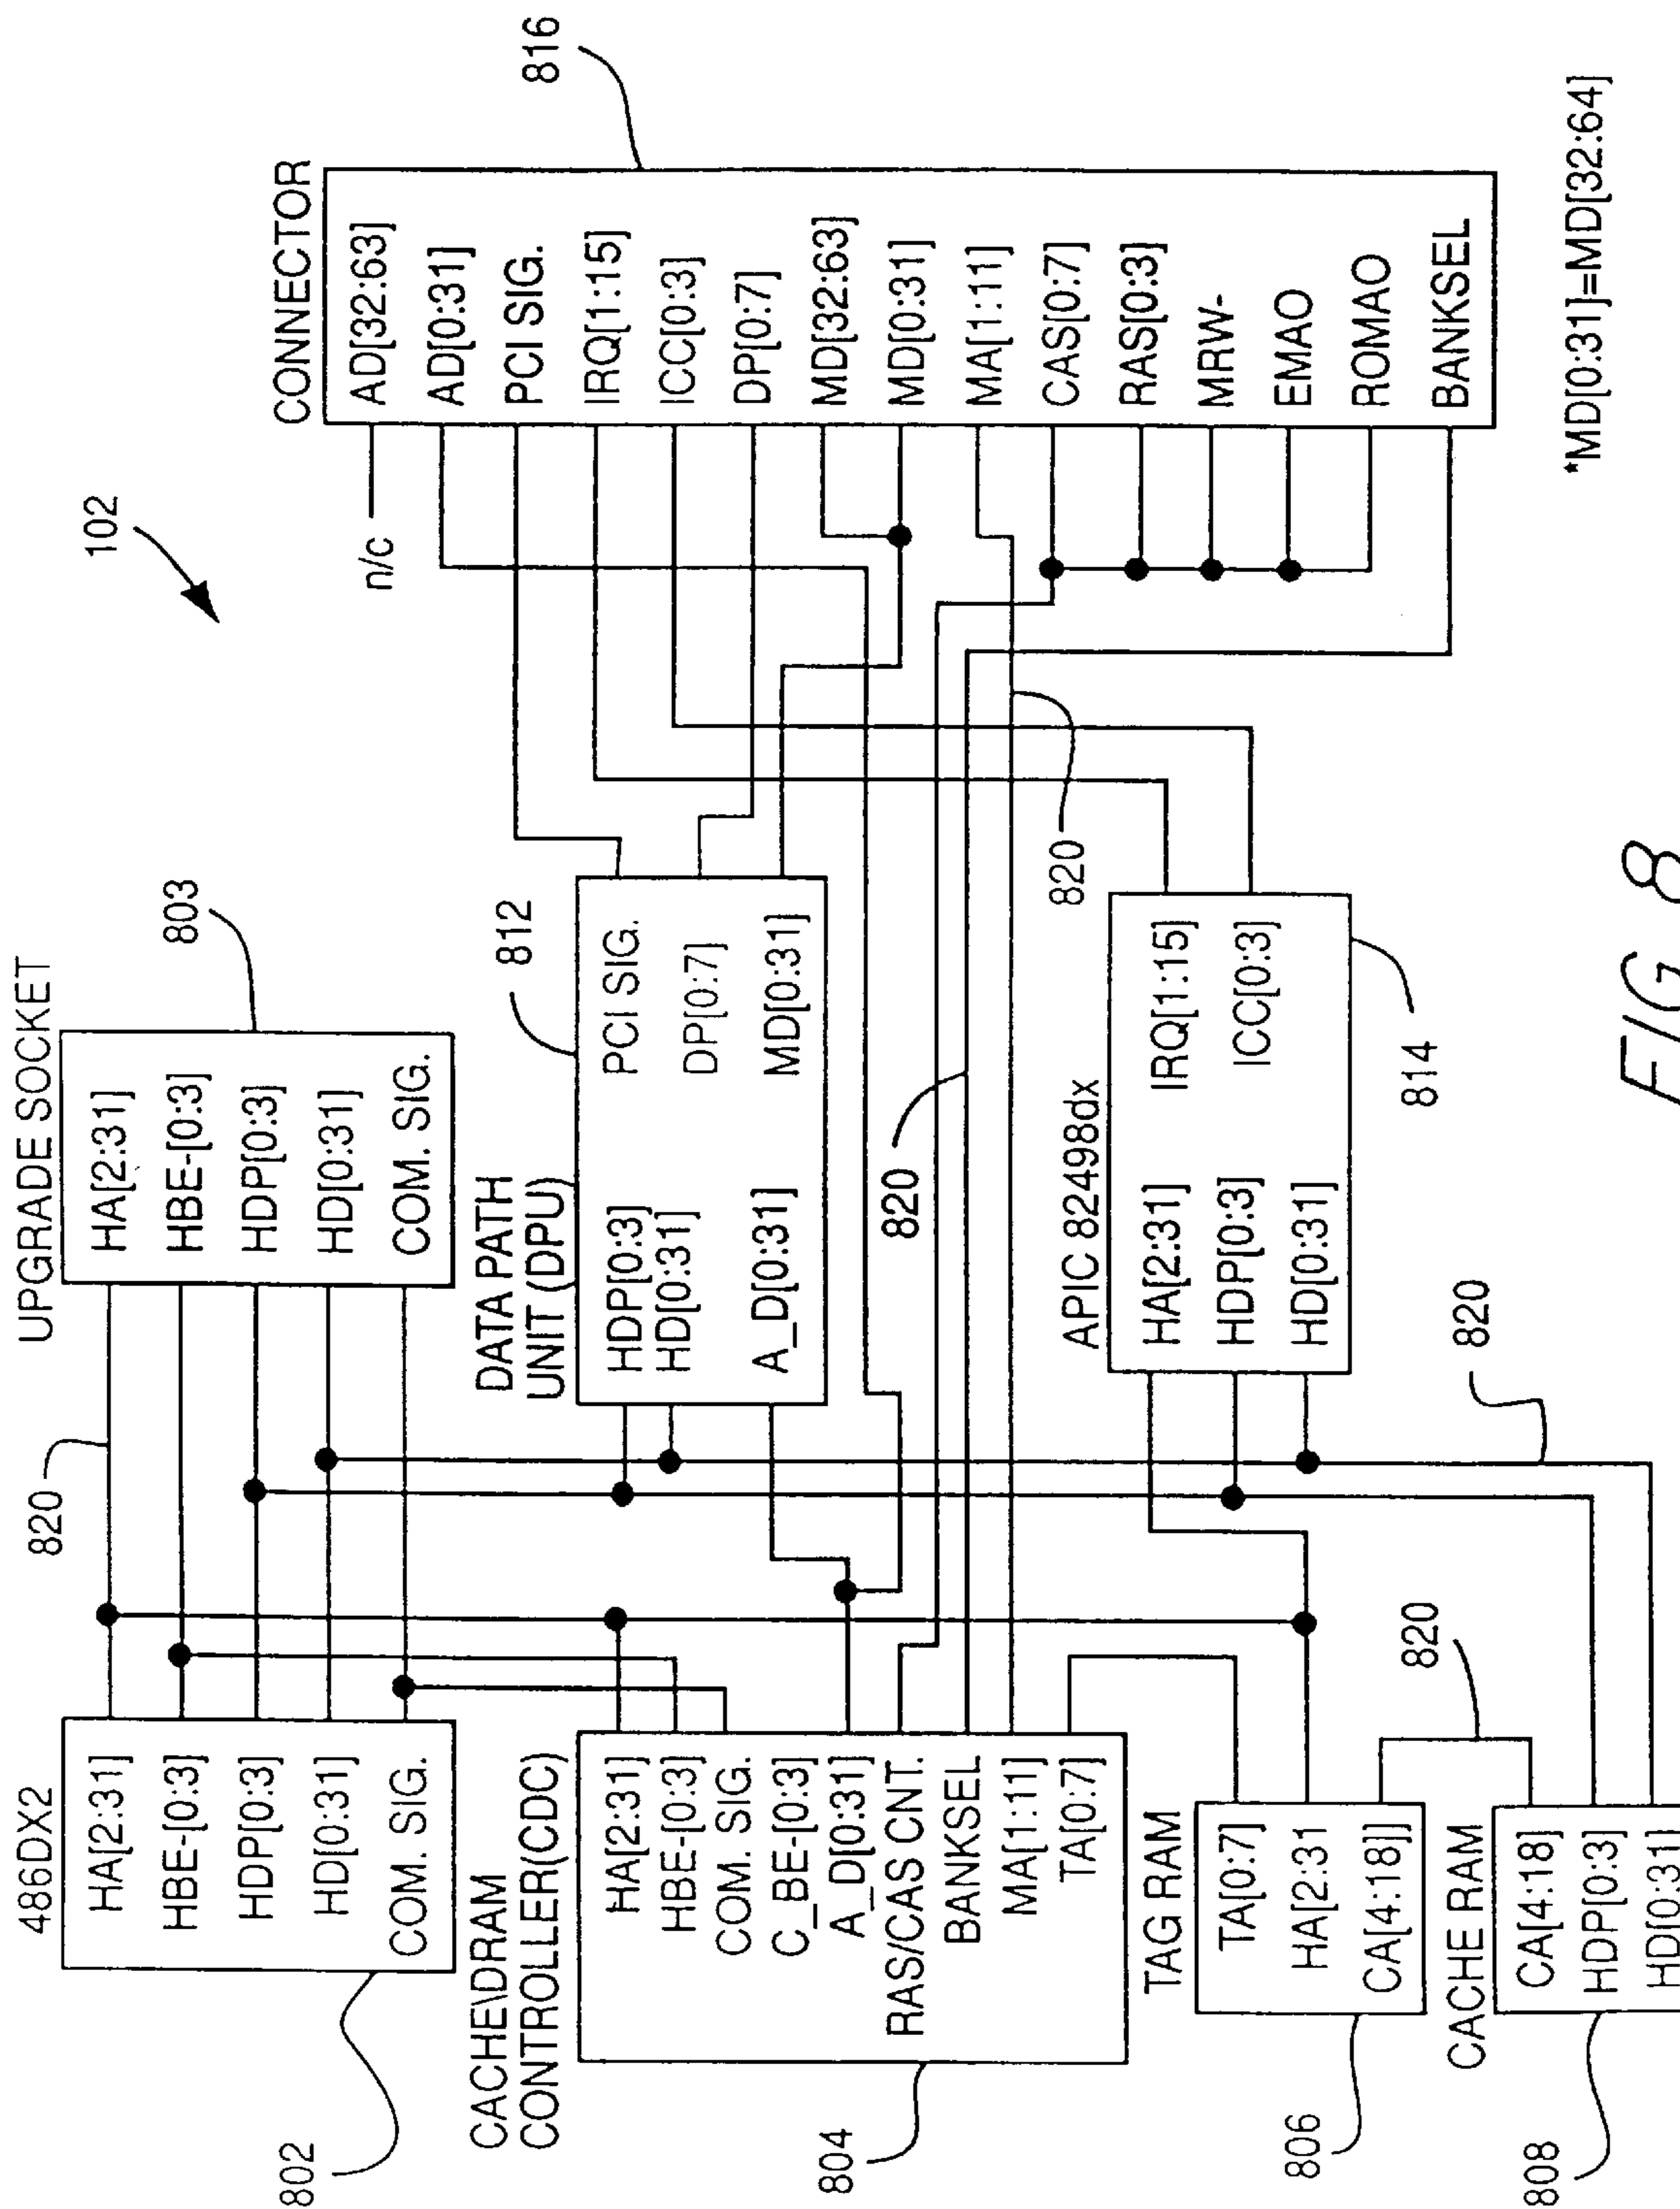 102
486DX2
HA[2:31]
HBE-[0:3]
HDP[0:3]
HD[0:31]
COM. SIG.
802
820
UPGRADE SOCKET
HA[2:31]
HBE-[0:3]
HDP[0:3]
HD[0:31]
COM. SIG.
803
CACHE\DRAM
CONTROLLER(CDC)
HA[2:31]
HBE-[0:3]
COM. SIG.
C_BE-[0:3]
A_D[0:31]
RAS/CAS CNT.
BANKSEL
MA[1:11]
TA[0:7]
804
DATA PATH
UNIT (DPU)
HDP[0:3]
HD[0:31]
A_D[0:31]
PCI SIG.
DP[0:7]
MD[0:31]
812
820
820
TAG RAM
TA[0:7]
HA[2:31
CA[4:18]]
806
820
CACHE RAM
CA[4:18]
HDP[0:3]
HD[0:31]
808
820
APIC 82498dx
HA[2:31]
HDP[0:3]
HD[0:31]
IRQ[1:15]
ICC[0:3]
814
CONNECTOR
AD[32:63]
AD[0:31]
PCI SIG.
IRQ[1:15]
ICC[0:3]
DP[0:7]
MD[32:63]
MD[0:31]
MA[1:11]
CAS[0:7]
RAS[0:3]
MRW-
EMAO
ROMAO
BANKSEL
816
n/c
*MD[0:31]=MD[32:64]
FIG 8